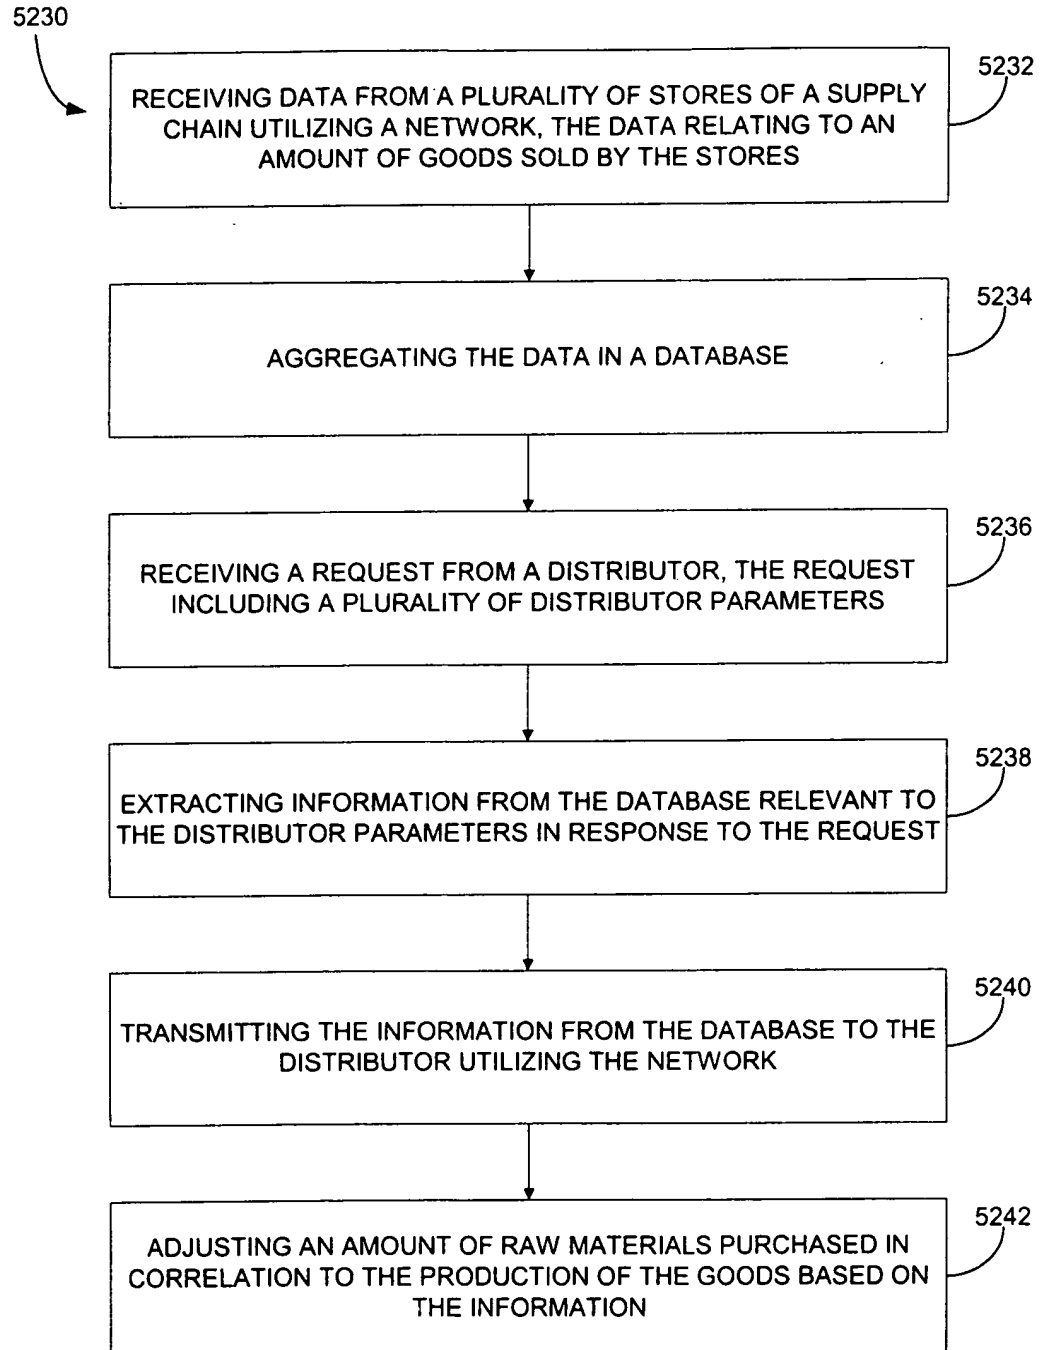 5230
5232
RECEIVING DATA FROM A PLURALITY OF STORES OF A SUPPLY
CHAIN UTILIZING A NETWORK, THE DATA RELATING TO AN
AMOUNT OF GOODS SOLD BY THE STORES
5234
AGGREGATING THE DATA IN A DATABASE
5236
RECEIVING A REQUEST FROM A DISTRIBUTOR, THE REQUEST
INCLUDING A PLURALITY OF DISTRIBUTOR PARAMETERS
5238
EXTRACTING INFORMATION FROM THE DATABASE RELEVANT TO
THE DISTRIBUTOR PARAMETERS IN RESPONSE TO THE REQUEST
5240
TRANSMITTING THE INFORMATION FROM THE DATABASE TO THE
DISTRIBUTOR UTILIZING THE NETWORK
5242
ADJUSTING AN AMOUNT OF RAW MATERIALS PURCHASED IN
CORRELATION TO THE PRODUCTION OF THE GOODS BASED ON
THE INFORMATION